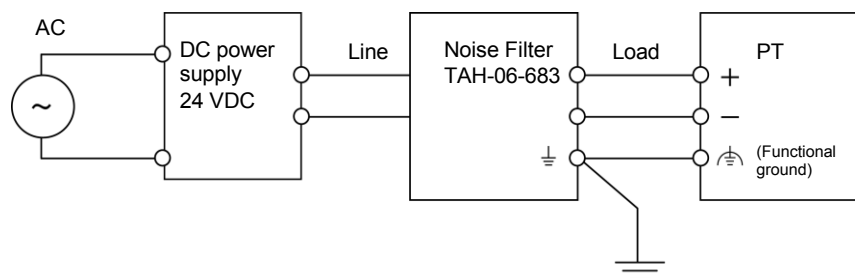 AC
DC power
supply
24 VDC
~
Line
Noise Filter
TAH-06-683
Load
PT
+
−
(Functional
ground)